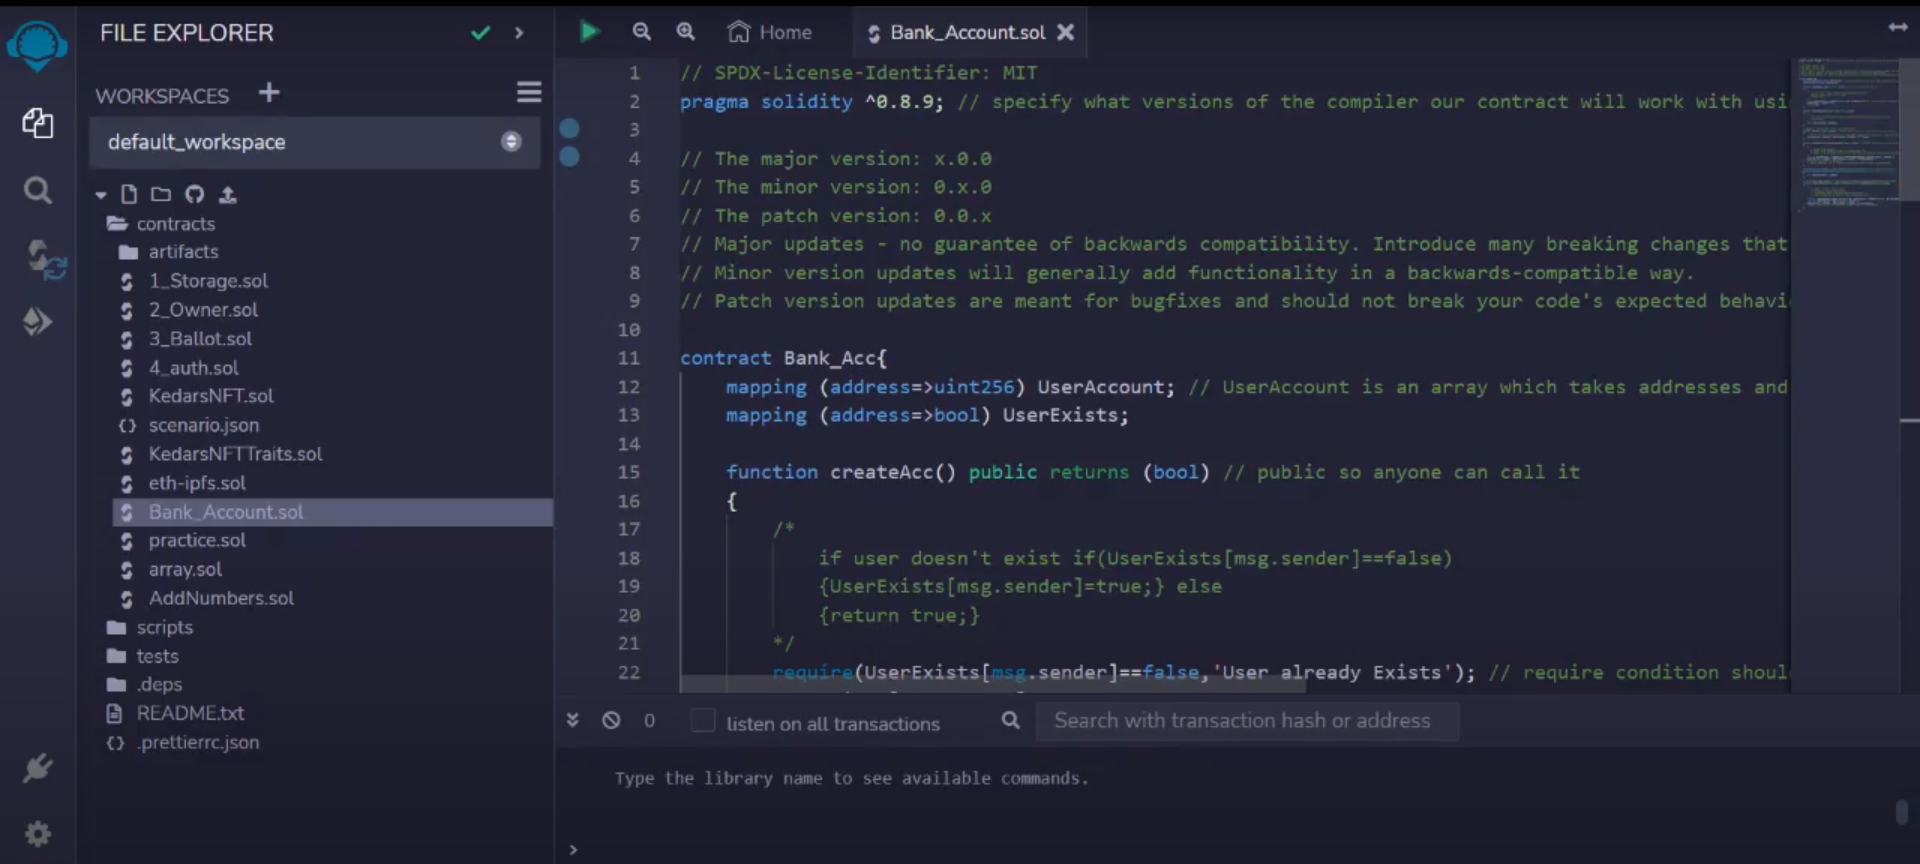 FILE EXPLORER
WORKSPACES
default_workspace
contracts
artifacts
1_Storage.sol
2_Owner.sol
3_Ballot.sol
4_auth.sol
KedarsNFT.sol
scenario.json
KedarsNFTTraits.sol
eth-ipfs.sol
Bank_Account.sol
practice.sol
array.sol
AddNumbers.sol
scripts
tests
.deps
README.txt
.prettierrc.json
Home
Bank_Account.sol
1 // SPDX-License-Identifier: MIT
2 pragma solidity ^0.8.9; // specify what versions of the compiler our contract will work with usi
3
4 // The major version: x.0.0
5 // The minor version: 0.x.0
6 // The patch version: 0.0.x
7 // Major updates - no guarantee of backwards compatibility. Introduce many breaking changes that
8 // Minor version updates will generally add functionality in a backwards-compatible way.
9 // Patch version updates are meant for bugfixes and should not break your code's expected behavi
10
11 contract Bank_Acc{
12 mapping (address=>uint256) UserAccount; // UserAccount is an array which takes addresses and
13 mapping (address=>bool) UserExists;
14
15 function createAcc() public returns (bool) // public so anyone can call it
16 {
17 /*
18 if user doesn't exist if(UserExists[msg.sender]==false)
19 {UserExists[msg.sender]=true;} else
20 {return true;}
21 */
22 require(UserExists[msg.sender]==false,'User already Exists'); // require condition shoul
0 listen on all transactions Search with transaction hash or address
Type the library name to see available commands.
>